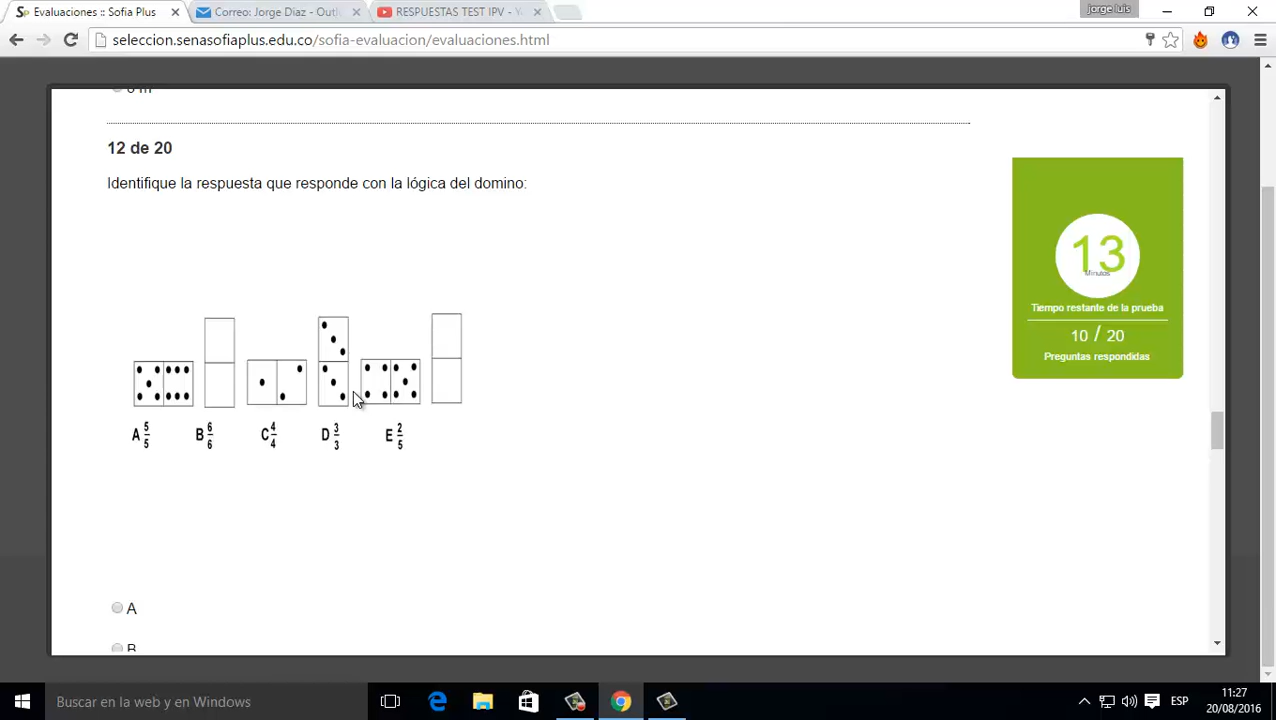 Evaluaciones :: Sofia Plus
Correo: Jorge Diaz - Outl
RESPUESTAS TEST IPV - Y
jorge luis
seleccion.senasofiaplus.edu.co/sofia-evaluacion/evaluaciones.html
12 de 20
Identifique la respuesta que responde con la lógica del domino:
13
Minutos
Tiempo restante de la prueba
10 / 20
Preguntas respondidas
A 5/5 B 6/6 C 4/4 D 3/3 E 2/5
A
B
Buscar en la web y en Windows
ESP
11:27
20/08/2016